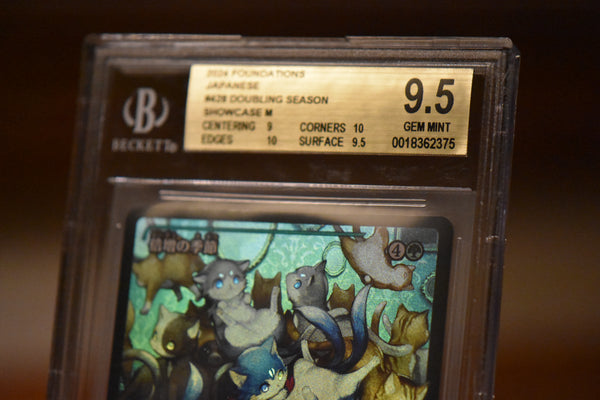 2024 FOUNDATIONS
JAPANESE
#428 DOUBLING SEASON
SHOWCASE M
CENTERING 9 CORNERS 10
EDGES 10 SURFACE 9.5
9.5
GEM MINT
0018362375
B
BECKETT
倍増の季節
4